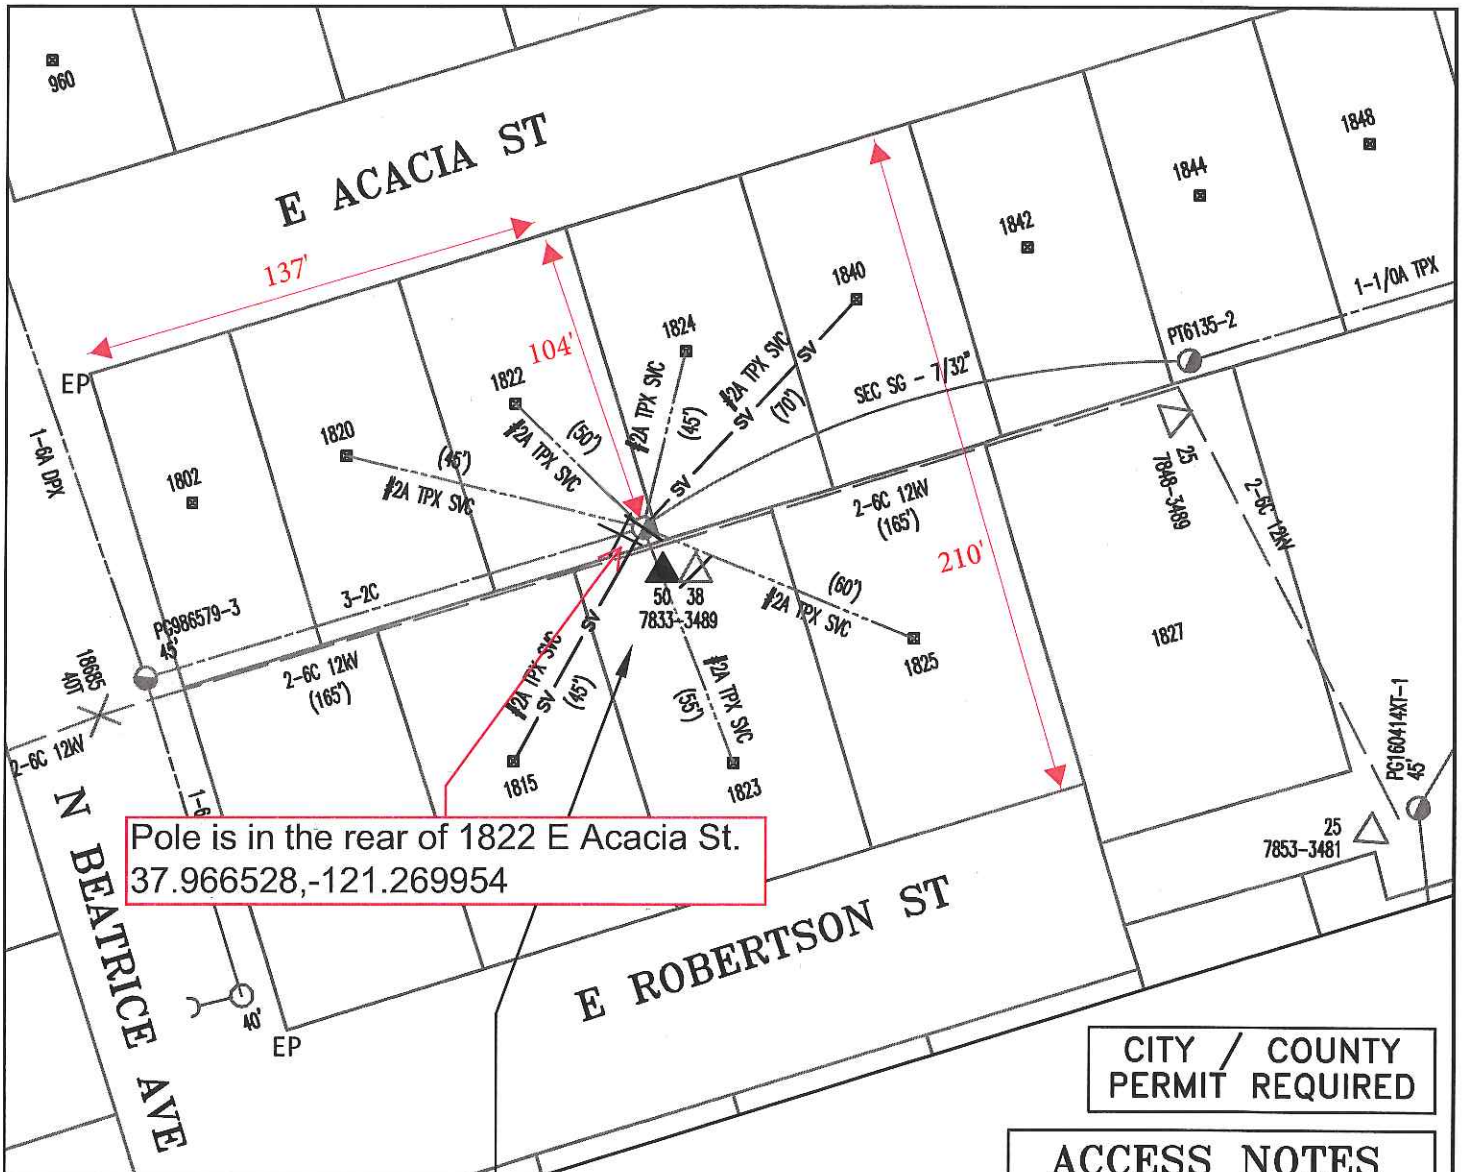 960
E ACACIA ST
1848
1844
1842
1840
1-1/0A TPX
137'
104'
1824
PT6135-2
EP
1822
#2A TPX SVC
(45')
#2A TPX SVC
SV
SV
(70')
SEC SG - 7/32"
1-6A DPX
1820
(50')
#2A TPX SVC
1802
(45')
#2A TPX SVC
SV
25
7848-3489
2-6C 12kV
2-6C 12kV
(165')
210'
3-2C
PG986579-3
45'
50 38
7833-3489
(60')
#2A TPX SVC
1827
1825
18685
40T
2-6C 12kV
(165')
#2A TPX SVC
SV
SV
(45')
#2A TPX SVC
(55')
2-6C 12kV
1815
1823
PG160414XT-1
45'
1-6
25
7853-3481
Pole is in the rear of 1822 E Acacia St.
37.966528,-121.269954
N BEATRICE AVE
E ROBERTSON ST
40'
EP
CITY / COUNTY
PERMIT REQUIRED
ACCESS NOTES